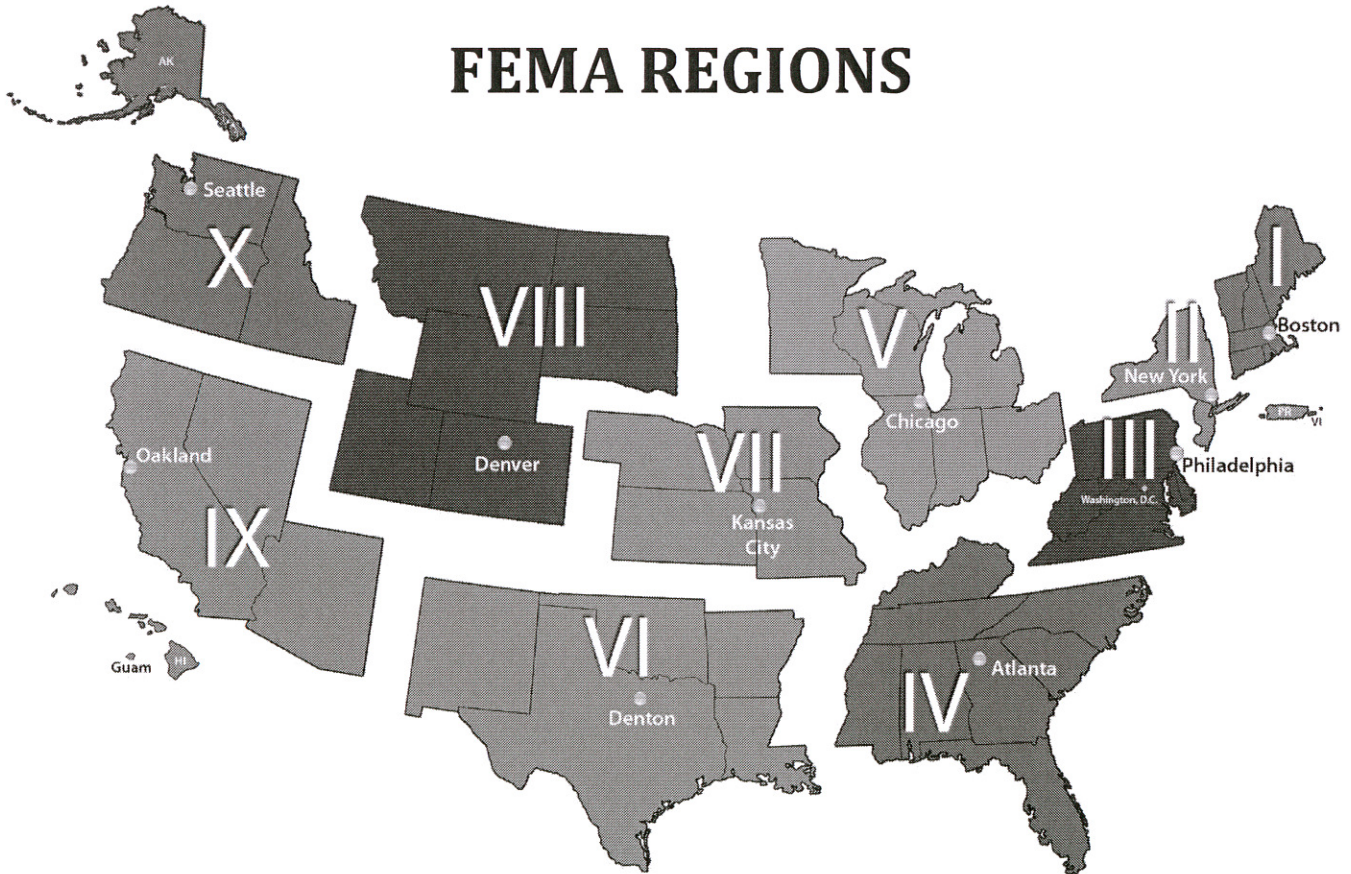 FEMA REGIONS
AK
Seattle
X
VIII
I
V
II
Boston
New York
PR
VI
Chicago
Oakland
Denver
VII
III
Philadelphia
Washington, D.C.
Kansas
City
IX
VI
Guam
HI
Atlanta
IV
Denton